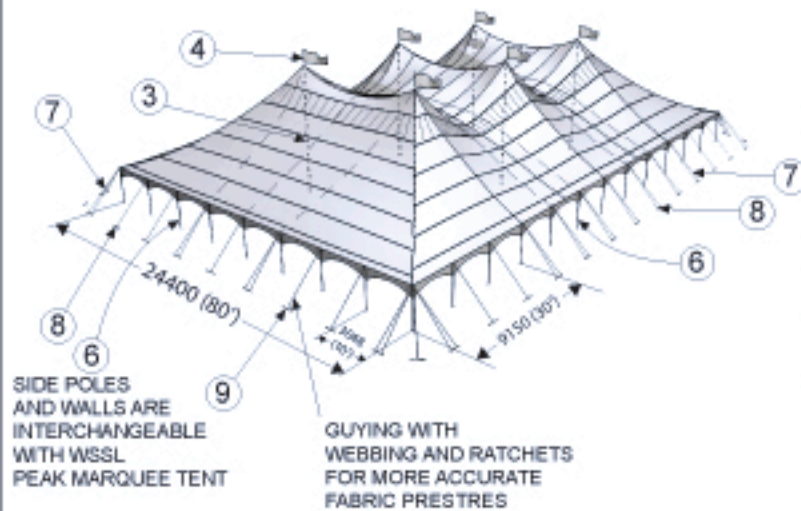 4
3
7
7
8
6
24400 (80')
9150 (30')
3048
(10')
8
6
9
SIDE POLES
AND WALLS ARE
INTERCHANGEABLE
WITH WSSL
PEAK MARQUEE TENT
GUYING WITH
WEBBING AND RATCHETS
FOR MORE ACCURATE
FABRIC PRESTRES